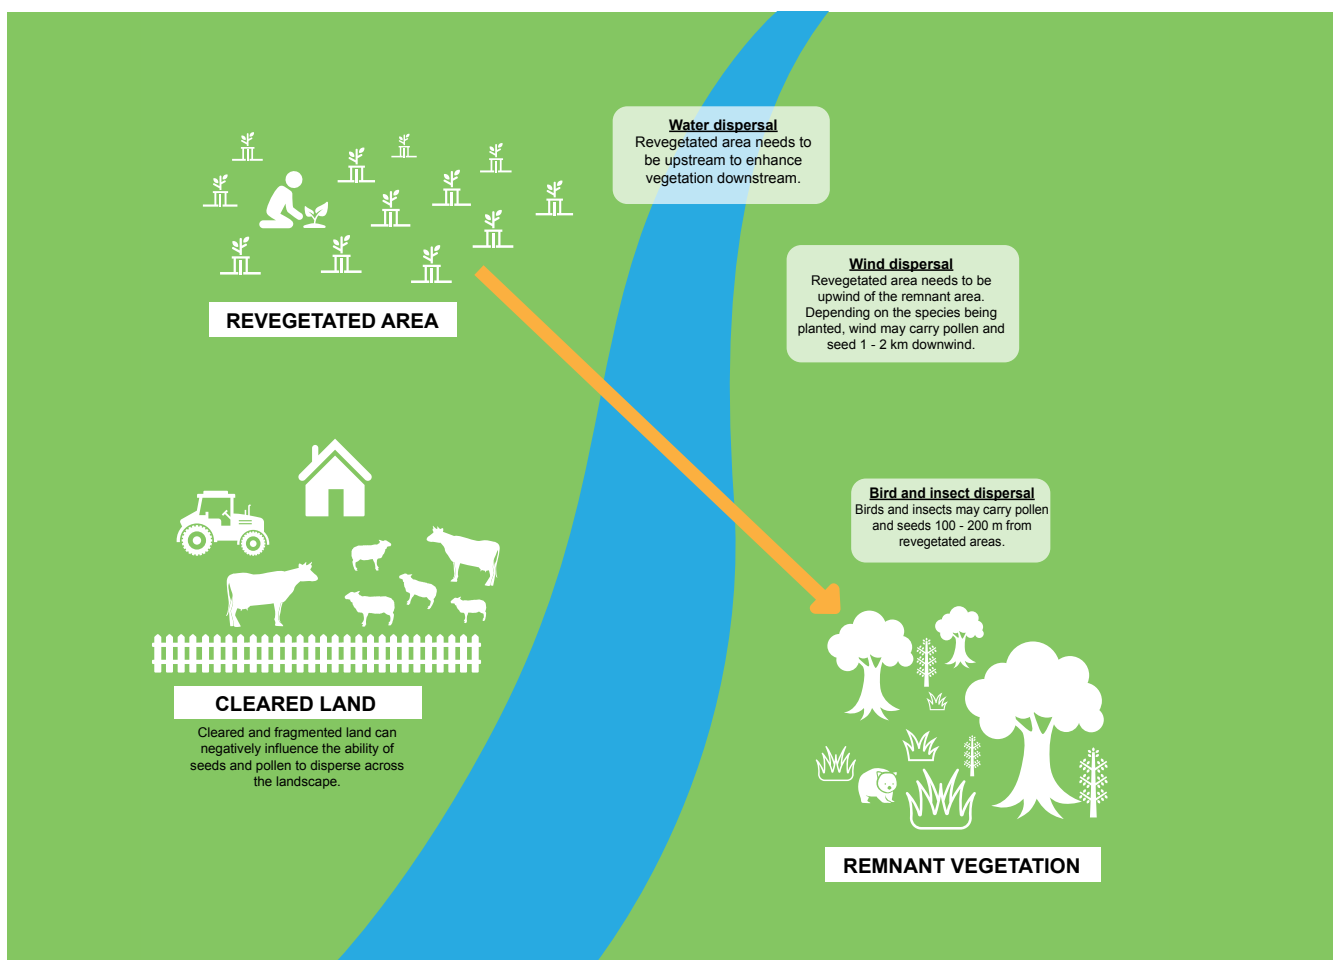 Water dispersal
Revegetated area needs to
be upstream to enhance
vegetation downstream.
Wind dispersal
Revegetated area needs to be
upwind of the remnant area.
Depending on the species being
planted, wind may carry pollen and
seed 1 - 2 km downwind.
REVEGETATED AREA
Bird and insect dispersal
Birds and insects may carry pollen
and seeds 100 - 200 m from
revegetated areas.
CLEARED LAND
Cleared and fragmented land can
negatively influence the ability of
seeds and pollen to disperse across
the landscape.
REMNANT VEGETATION